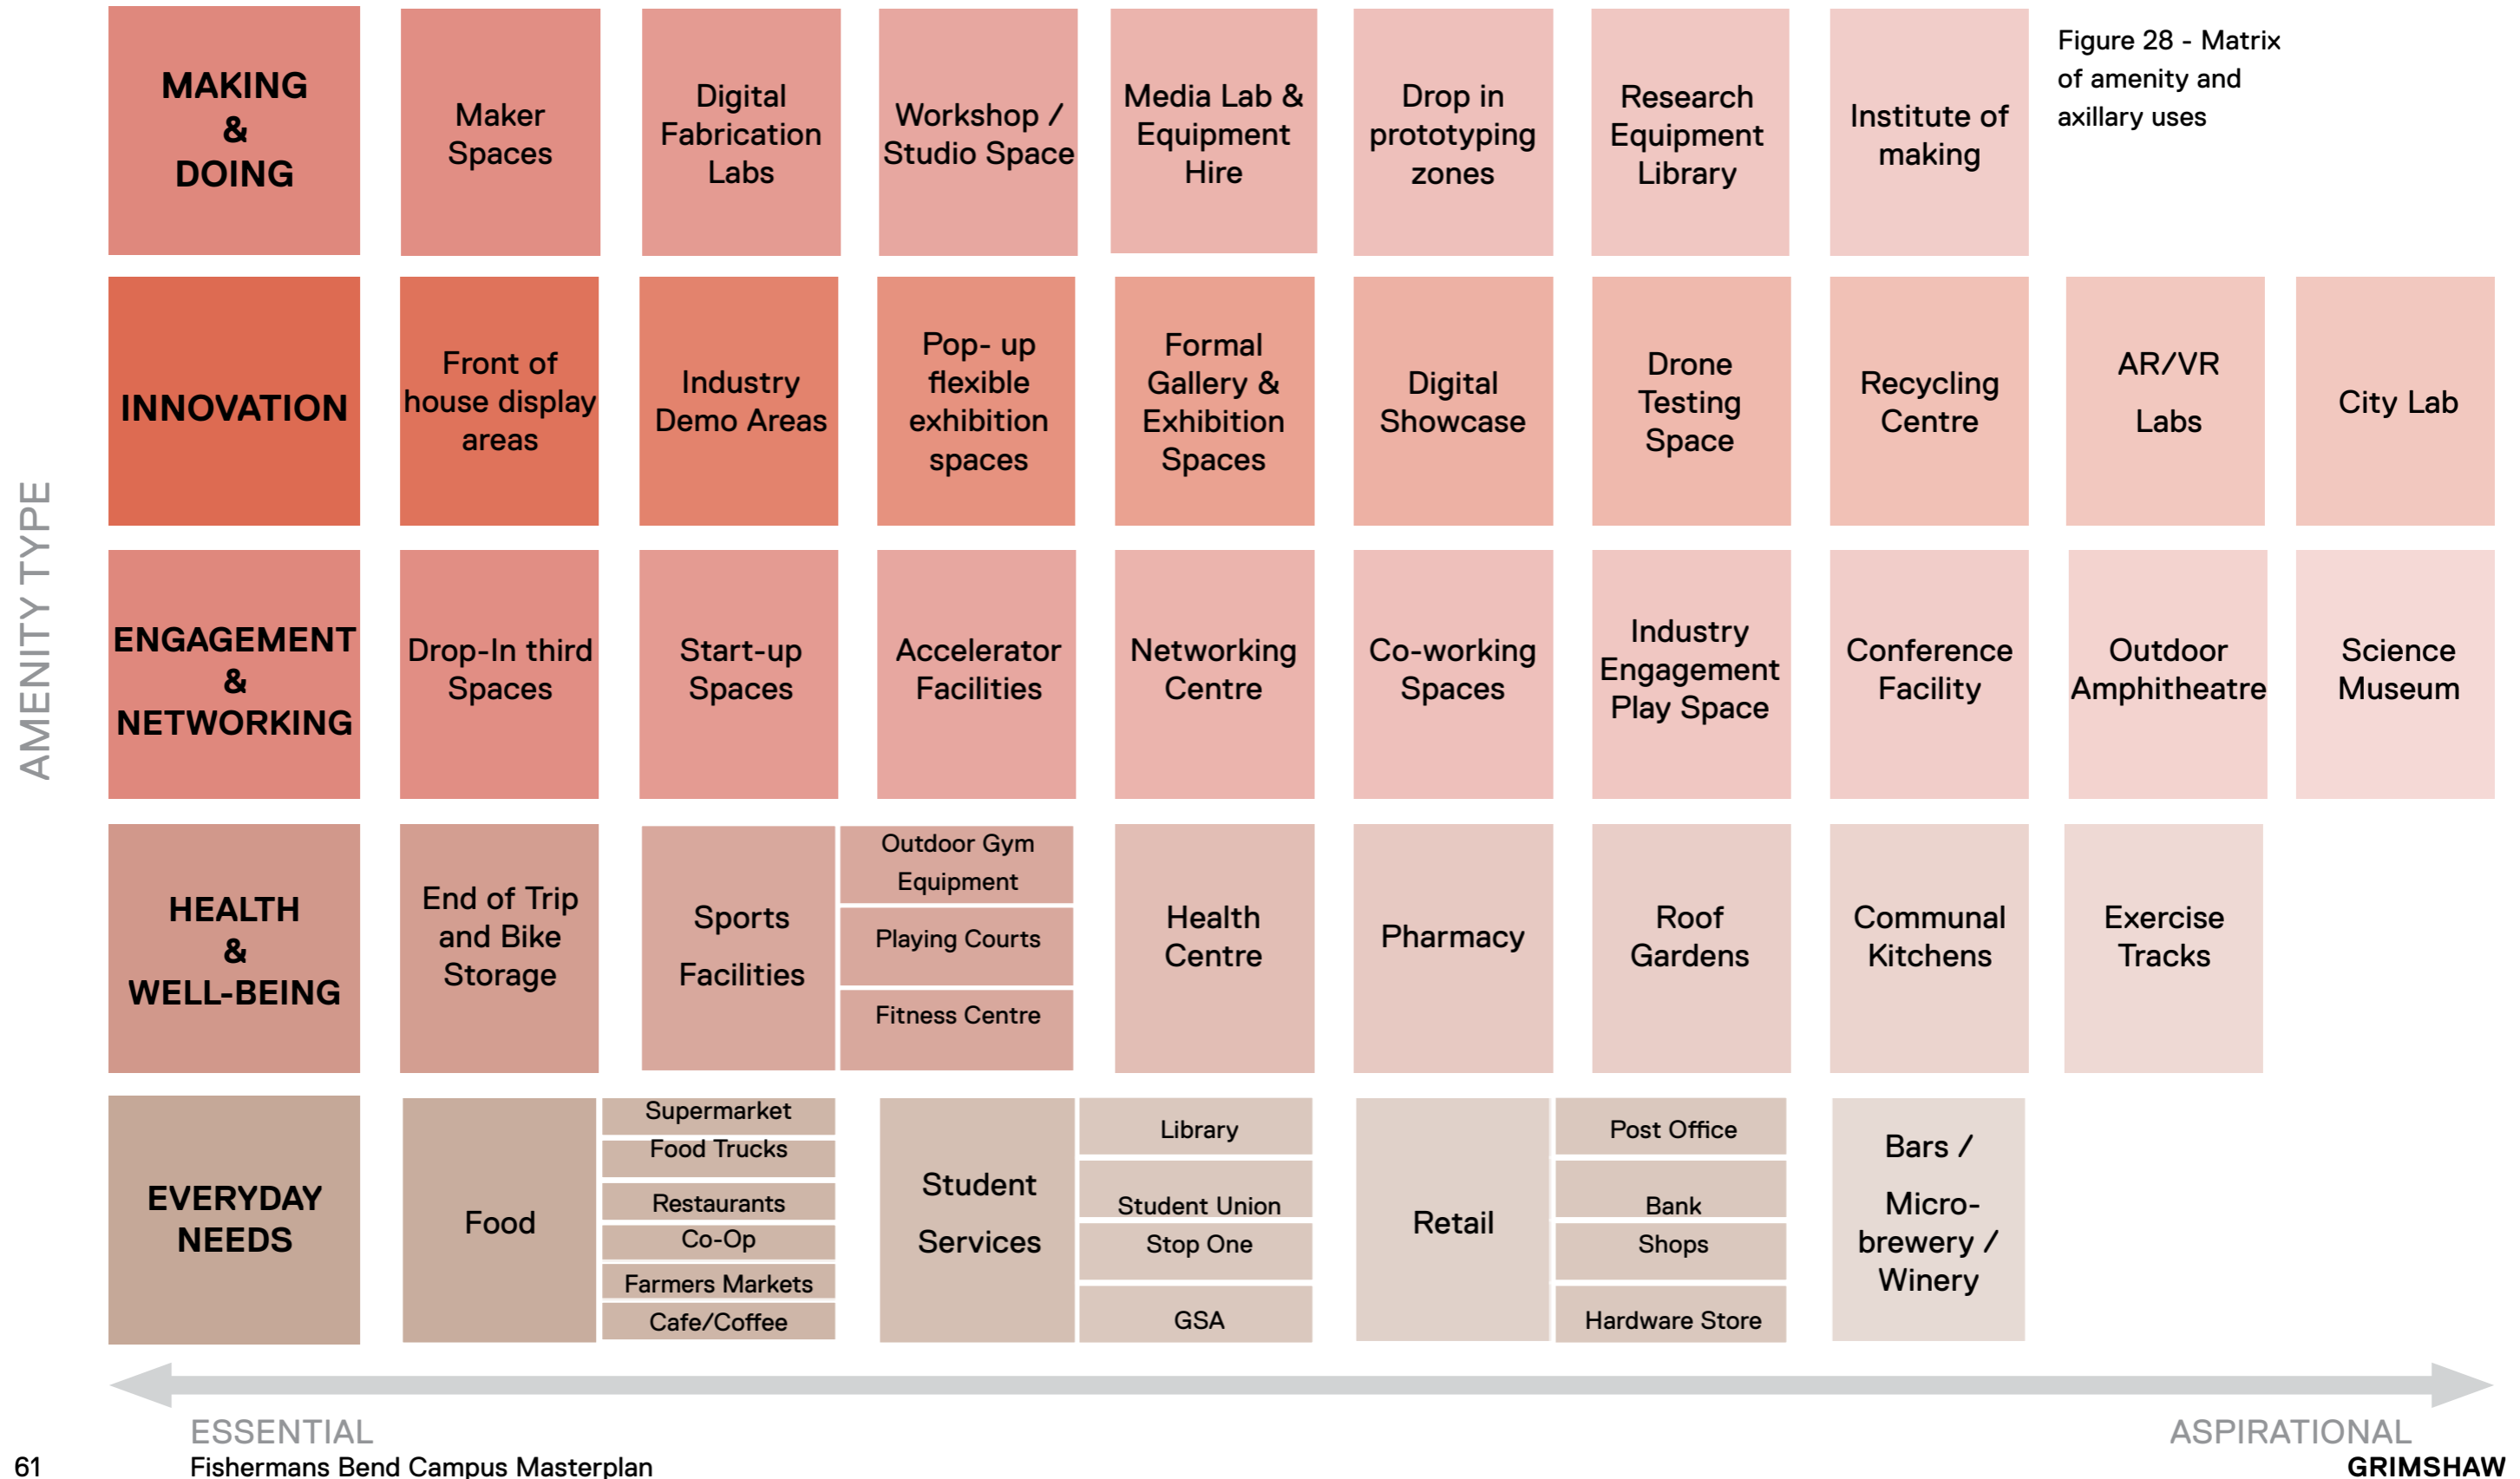 MAKING
&
DOING
Maker
Spaces
Digital
Fabrication
Labs
Workshop /
Studio Space
Media Lab &
Equipment
Hire
Drop in
prototyping
zones
Research
Equipment
Library
Institute of
making
Figure 28 - Matrix
of amenity and
axillary uses
AMENITY TYPE
INNOVATION
Front of
house display
areas
Industry
Demo Areas
Pop- up
flexible
exhibition
spaces
Formal
Gallery &
Exhibition
Spaces
Digital
Showcase
Drone
Testing
Space
Recycling
Centre
AR/VR
Labs
City Lab
ENGAGEMENT
&
NETWORKING
Drop-In third
Spaces
Start-up
Spaces
Accelerator
Facilities
Networking
Centre
Co-working
Spaces
Industry
Engagement
Play Space
Conference
Facility
Outdoor
Amphitheatre
Science
Museum
HEALTH
&
WELL-BEING
End of Trip
and Bike
Storage
Sports
Facilities
Outdoor Gym
Equipment
Playing Courts
Fitness Centre
Health
Centre
Pharmacy
Roof
Gardens
Communal
Kitchens
Exercise
Tracks
EVERYDAY
NEEDS
Food
Supermarket
Food Trucks
Restaurants
Co-Op
Farmers Markets
Cafe/Coffee
Student
Services
Library
Student Union
Stop One
GSA
Retail
Post Office
Bank
Shops
Hardware Store
Bars /
Micro-
brewery /
Winery
ESSENTIAL
ASPIRATIONAL
61
Fishermans Bend Campus Masterplan
GRIMSHAW